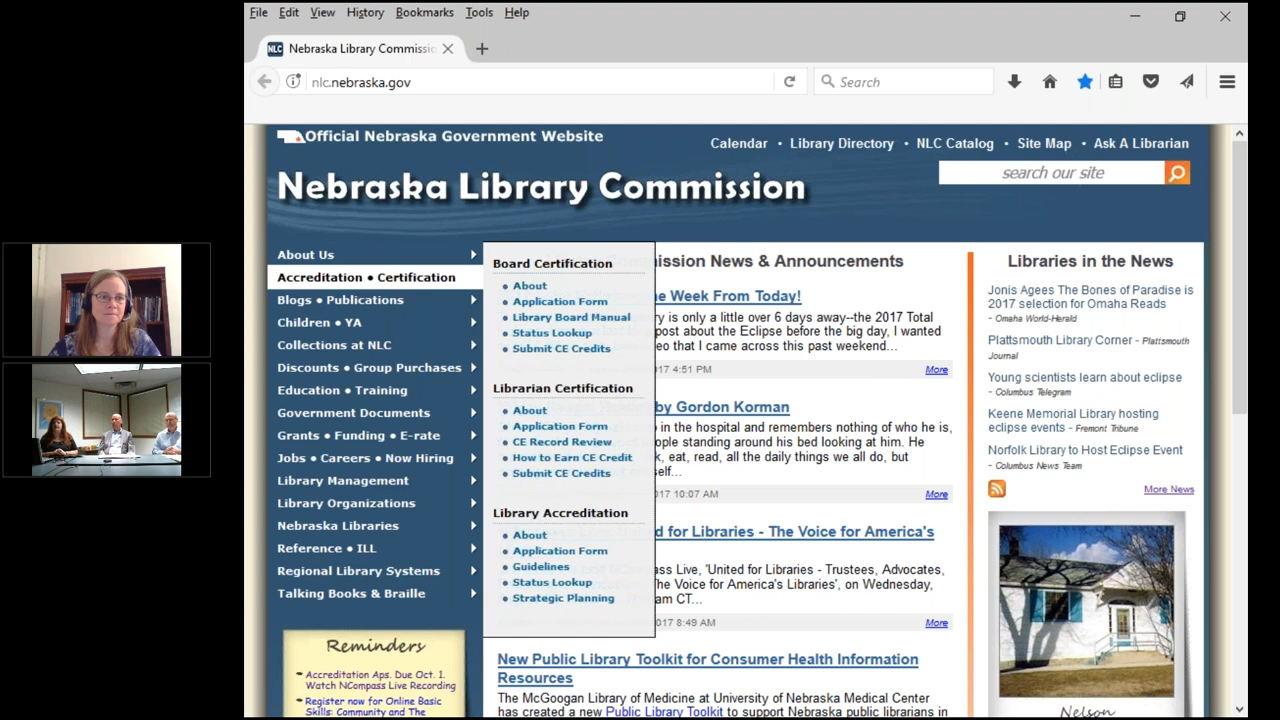 File Edit View History Bookmarks Tools Help
NLC Nebraska Library Commissio
nlc.nebraska.gov
Search
Official Nebraska Government Website
Calendar • Library Directory • NLC Catalog • Site Map • Ask A Librarian
search our site
Nebraska Library Commission
About Us
Accreditation • Certification
Blogs • Publications
Children • YA
Collections at NLC
Discounts • Group Purchases
Education • Training
Government Documents
Grants • Funding • E-rate
Jobs • Careers • Now Hiring
Library Management
Library Organizations
Nebraska Libraries
Reference • ILL
Regional Library Systems
Talking Books & Braille
Reminders
Accreditation Aps. Due Oct. 1.
Watch NCompass Live Recording
Register now for Online Basic
Skills: Community and The
Board Certification
• About
• Application Form
• Library Board Manual
• Status Lookup
• Submit CE Credits
Librarian Certification
• About
• Application Form
• CE Record Review
• How to Earn CE Credit
• Submit CE Credits
Library Accreditation
• About
• Application Form
• Guidelines
• Status Lookup
• Strategic Planning
mission News & Announcements
e Week From Today!
ry is only a little over 6 days away--the 2017 Total
post about the Eclipse before the big day, I wanted
eo that I came across this past weekend...
17 4:51 PM
More
by Gordon Korman
in the hospital and remembers nothing of who he is,
ople standing around his bed looking at him. He
k, eat, read, all the daily things we all do, but
self...
017 10:07 AM
More
d for Libraries - The Voice for America's
pass Live, 'United for Libraries - Trustees, Advocates,
The Voice for America's Libraries', on Wednesday,
am CT...
17 8:49 AM
More
New Public Library Toolkit for Consumer Health Information
Resources
The McGoogan Library of Medicine at University of Nebraska Medical Center
has created a new Public Library Toolkit to support Nebraska public librarians in
Libraries in the News
Jonis Agees The Bones of Paradise is
2017 selection for Omaha Reads
- Omaha World-Herald
Plattsmouth Library Corner - Plattsmouth
Journal
Young scientists learn about eclipse
- Columbus Telegram
Keene Memorial Library hosting
eclipse events - Fremont Tribune
Norfolk Library to Host Eclipse Event
- Columbus News Team
More News
Nelson